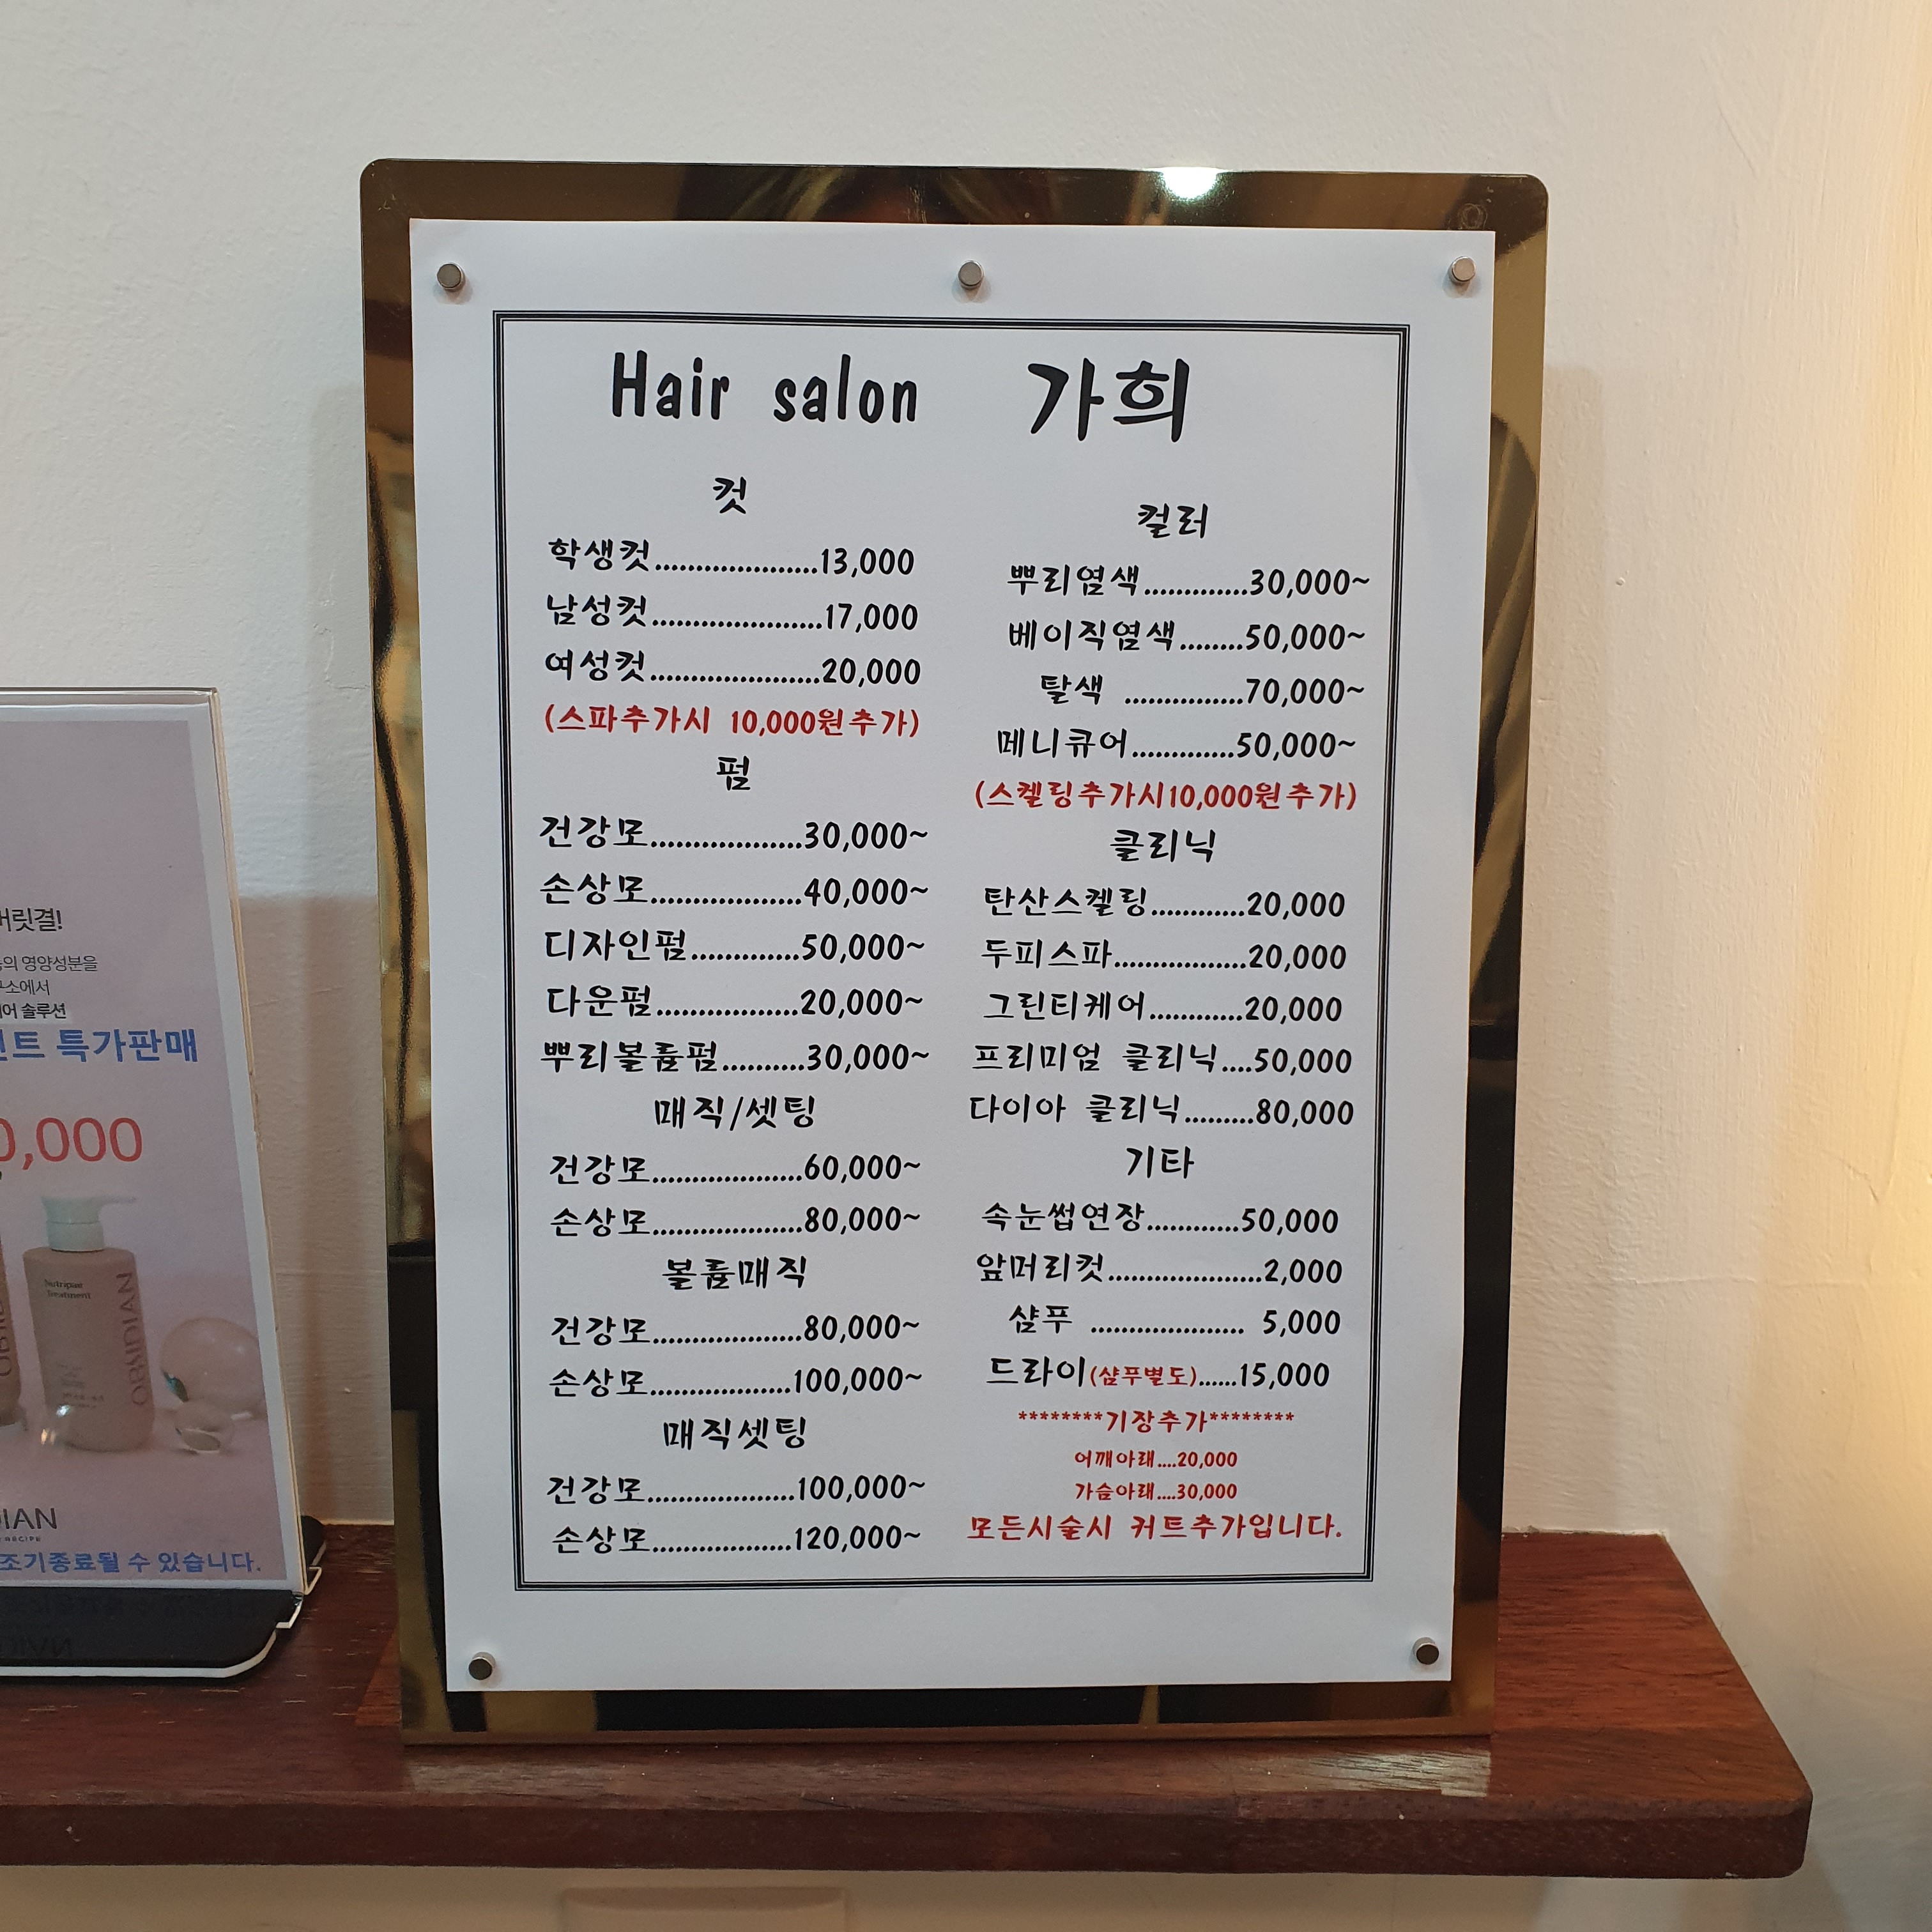 Hair salon 가희
컷
학생컷.....................13,000
남성컷......................17,000
여성컷......................20,000
(스파추가시 10,000원추가)
펌
건강모...................30,000~
손상모...................40,000~
디자인펌..............50,000~
다운펌..................20,000~
뿌리볼륨펌...........30,000~
매직/셋팅
건강모...................60,000~
손상모...................80,000~
볼륨매직
건강모...................80,000~
손상모..................100,000~
매직셋팅
건강모...................100,000~
손상모..................120,000~
컬러
뿌리염색.............30,000~
베이직염색........50,000~
탈색 ...............70,000~
메니큐어.............50,000~
(스켈링추가시10,000원추가)
클리닉
탄산스켈링............20,000
두피스파.................20,000
그린티케어............20,000
프리미엄 클리닉....50,000
다이아 클리닉.........80,000
기타
속눈썹연장............50,000
앞머리컷....................2,000
샴푸 .................... 5,000
드라이(샴푸별도)......15,000
********기장추가********
어깨아래....20,000
가슴아래....30,000
모든시술시 커트추가입니다.
머릿결!
의 영양성분을
소에서
어 솔루션
트 특가판매
0,000
Nutripue
Treatment
OBSIDIAN
IAN
RECIPE
조기종료될 수 있습니다.